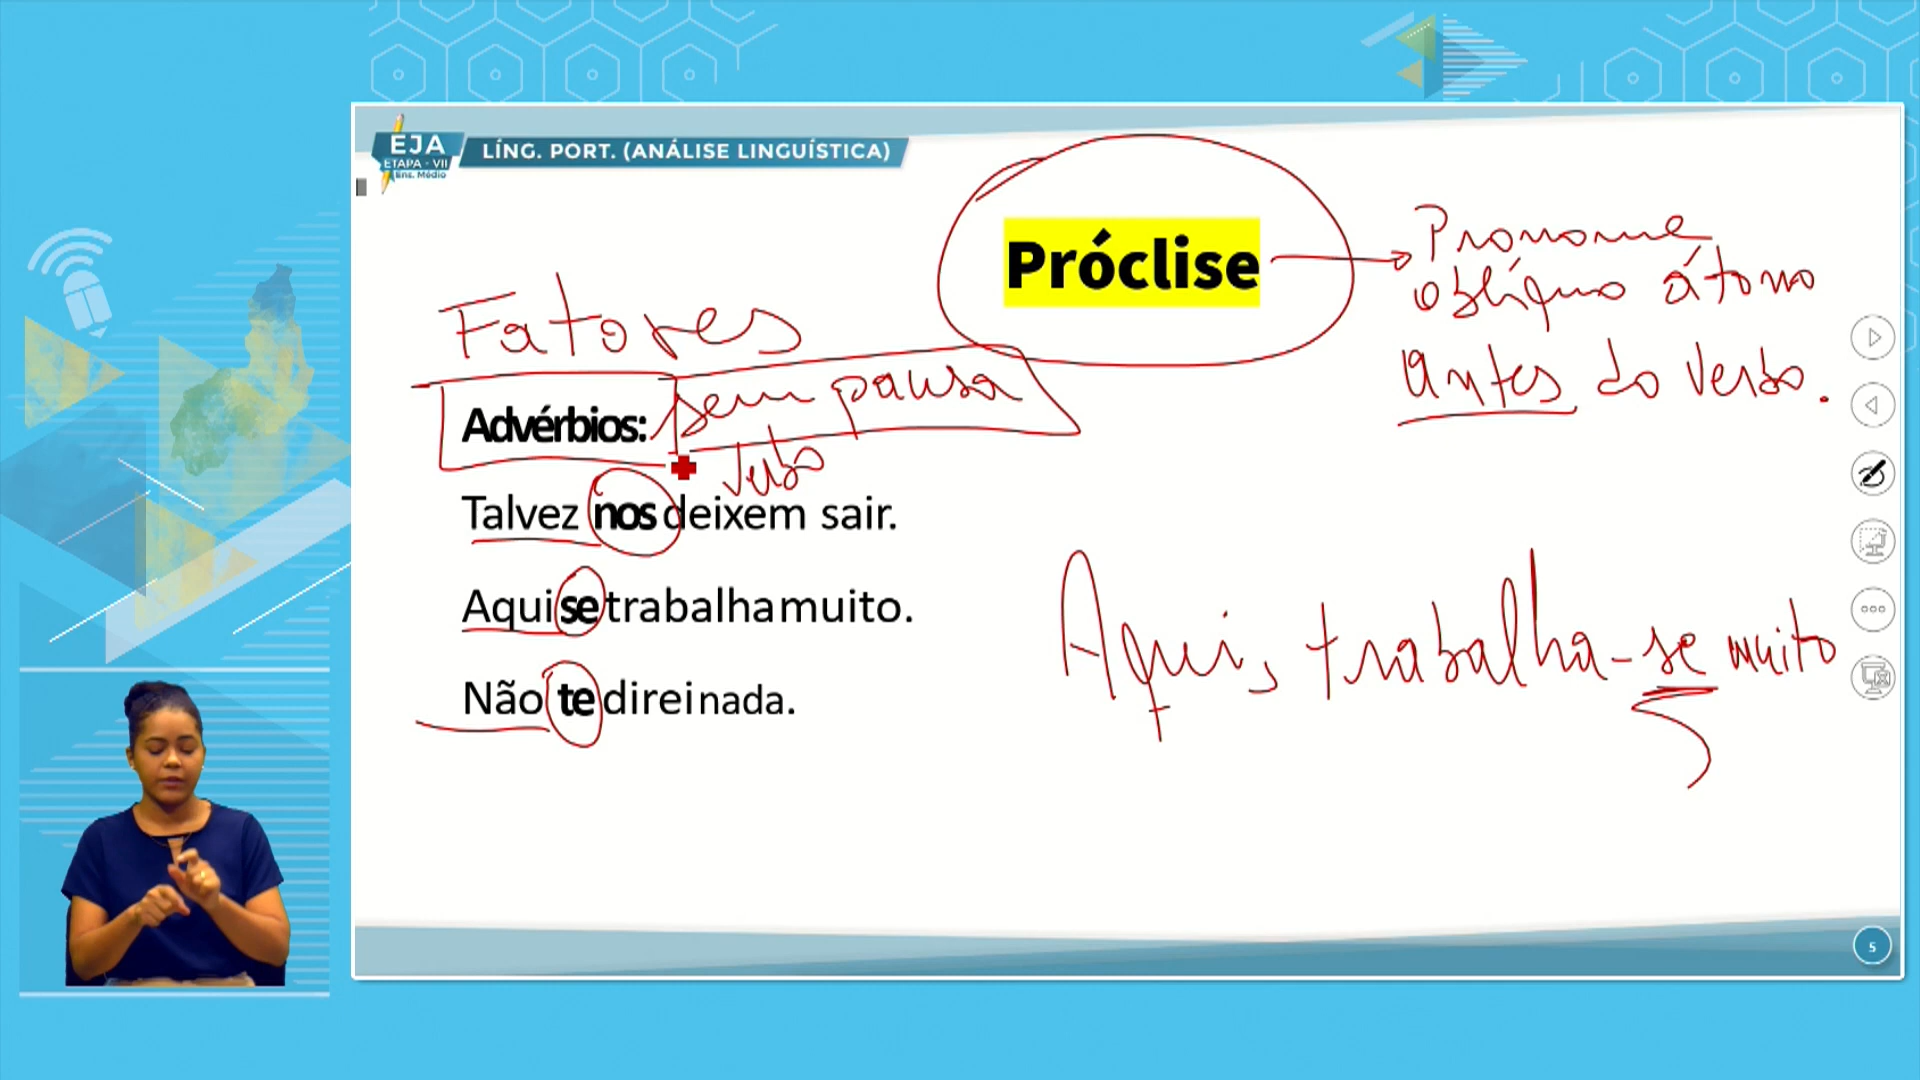 EJA
ETAPA - VII
Ens. Médio
LÍNG. PORT. (ANÁLISE LINGUÍSTICA)
Próclise
Pronome
oblíquo átono
antes do verbo.
Fatores
Advérbios: sem pausa
verbo
Talvez nos deixem sair.
Aqui se trabalha muito.
Não te direi nada.
Aqui, trabalha-se muito
5